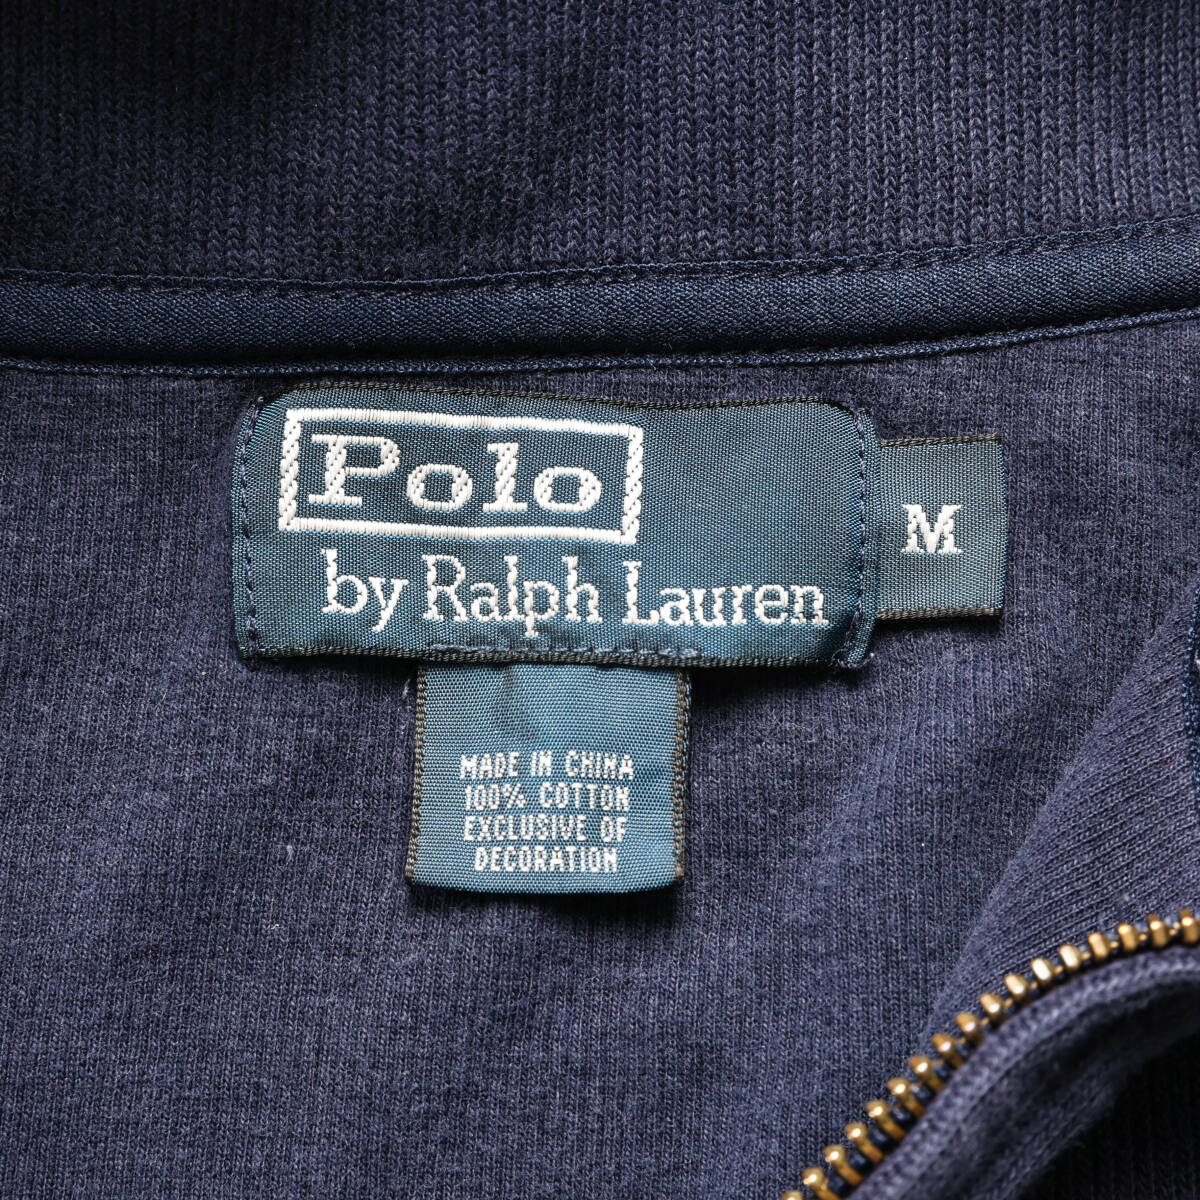 Polo
by Ralph Lauren
M
MADE IN CHINA
100% COTTON
EXCLUSIVE OF
DECORATION